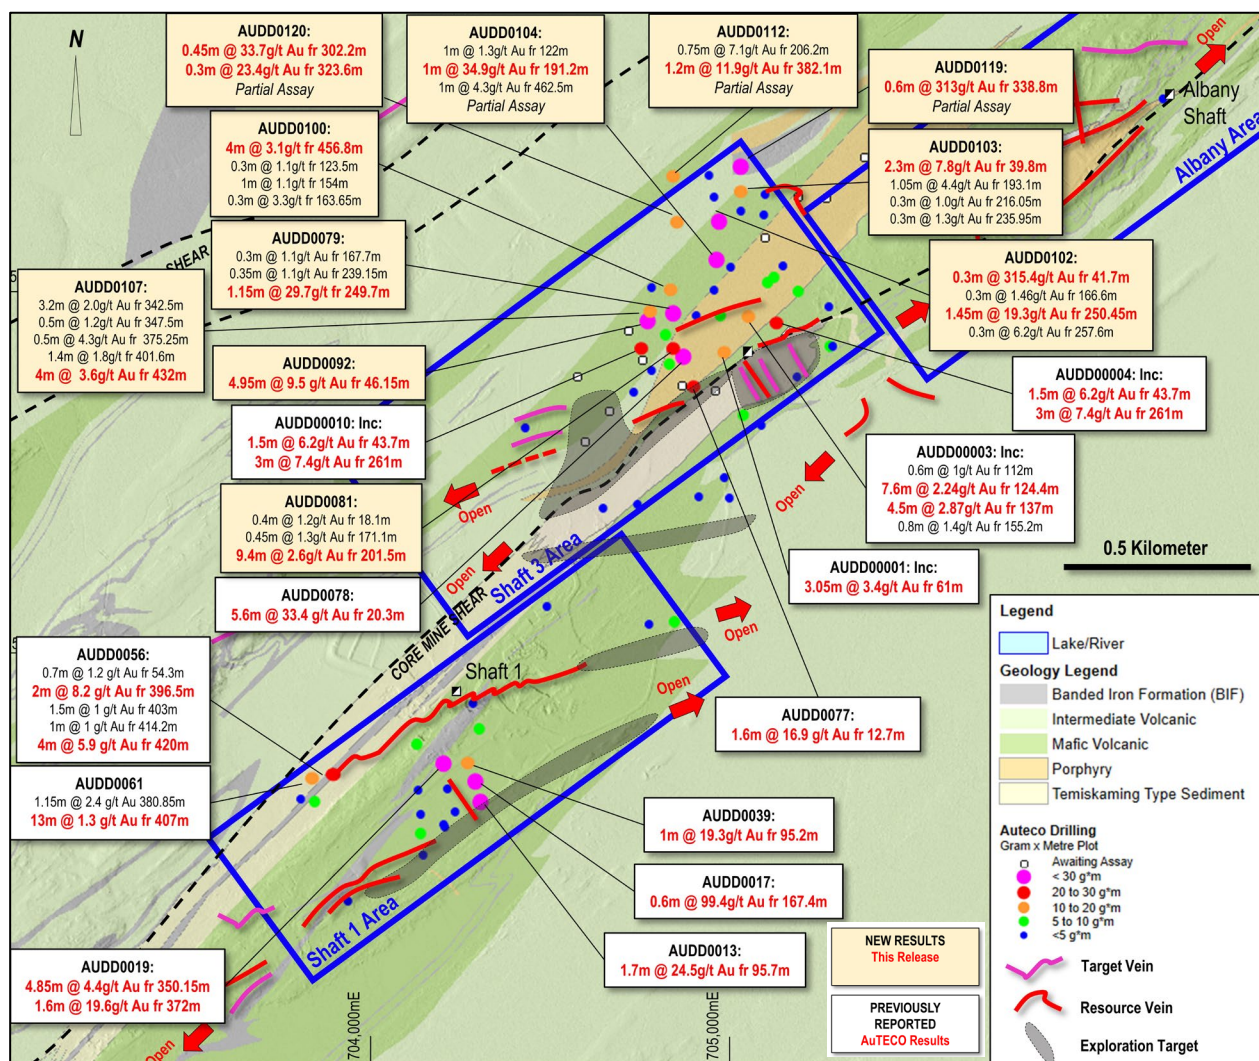 N
AUDD0120:
0.45m @ 33.7g/t Au fr 302.2m
0.3m @ 23.4g/t Au fr 323.6m
Partial Assay
AUDD0104:
1m @ 1.3g/t Au fr 122m
1m @ 34.9g/t Au fr 191.2m
1m @ 4.3g/t Au fr 462.5m
Partial Assay
AUDD0112:
0.75m @ 7.1g/t Au fr 206.2m
1.2m @ 11.9g/t Au fr 382.1m
Partial Assay
AUDD0119:
0.6m @ 313g/t Au fr 338.8m
Partial Assay
Open
Albany
Shaft
Albany Area
AUDD0100:
4m @ 3.1g/t fr 456.8m
0.3m @ 1.1g/t fr 123.5m
1m @ 1.1g/t fr 154m
0.3m @ 3.3g/t fr 163.65m
AUDD0103:
2.3m @ 7.8g/t Au fr 39.8m
1.05m @ 4.4g/t Au fr 193.1m
0.3m @ 1.0g/t Au fr 216.05m
0.3m @ 1.3g/t Au fr 235.95m
AUDD0079:
0.3m @ 1.1g/t Au fr 167.7m
0.35m @ 1.1g/t Au fr 239.15m
1.15m @ 29.7g/t fr 249.7m
SHEAR
AUDD0107:
3.2m @ 2.0g/t Au fr 342.5m
0.5m @ 1.2g/t Au fr 347.5m
0.5m @ 4.3g/t Au fr 375.25m
1.4m @ 1.8g/t fr 401.6m
4m @ 3.6g/t Au fr 432m
AUDD0102:
0.3m @ 315.4g/t Au fr 41.7m
0.3m @ 1.46g/t Au fr 166.6m
1.45m @ 19.3g/t Au fr 250.45m
0.3m @ 6.2g/t Au fr 257.6m
AUDD0092:
4.95m @ 9.5 g/t Au fr 46.15m
AUDD00004: Inc:
1.5m @ 6.2g/t Au fr 43.7m
3m @ 7.4g/t Au fr 261m
AUDD00010: Inc:
1.5m @ 6.2g/t Au fr 43.7m
3m @ 7.4g/t Au fr 261m
AUDD00003: Inc:
0.6m @ 1g/t Au fr 112m
7.6m @ 2.24g/t Au fr 124.4m
4.5m @ 2.87g/t Au fr 137m
0.8m @ 1.4g/t Au fr 155.2m
AUDD0081:
0.4m @ 1.2g/t Au fr 18.1m
0.45m @ 1.3g/t Au fr 171.1m
9.4m @ 2.6g/t Au fr 201.5m
Open
Open
Open
Shaft 3 Area
0.5 Kilometer
AUDD00001: Inc:
3.05m @ 3.4g/t Au fr 61m
AUDD0078:
5.6m @ 33.4 g/t Au fr 20.3m
CORE MINE SHEAR
Open
Shaft 1
Open
AUDD0056:
0.7m @ 1.2 g/t Au fr 54.3m
2m @ 8.2 g/t Au fr 396.5m
1.5m @ 1 g/t Au fr 403m
1m @ 1 g/t Au fr 414.2m
4m @ 5.9 g/t Au fr 420m
AUDD0077:
1.6m @ 16.9 g/t Au fr 12.7m
AUDD0061
1.15m @ 2.4 g/t Au 380.85m
13m @ 1.3 g/t Au fr 407m
AUDD0039:
1m @ 19.3g/t Au fr 95.2m
AUDD0017:
0.6m @ 99.4g/t Au fr 167.4m
AUDD0013:
1.7m @ 24.5g/t Au fr 95.7m
Shaft 1 Area
AUDD0019:
4.85m @ 4.4g/t Au fr 350.15m
1.6m @ 19.6g/t Au fr 372m
Open
704,000mE
705,000mE
NEW RESULTS
This Release
PREVIOUSLY
REPORTED
AuTECO Results
Legend
Lake/River
Geology Legend
Banded Iron Formation (BIF)
Intermediate Volcanic
Mafic Volcanic
Porphyry
Temiskaming Type Sediment
Auteco Drilling
Gram x Metre Plot
Awaiting Assay
< 30 g*m
20 to 30 g*m
10 to 20 g*m
5 to 10 g*m
<5 g*m
Target Vein
Resource Vein
Exploration Target